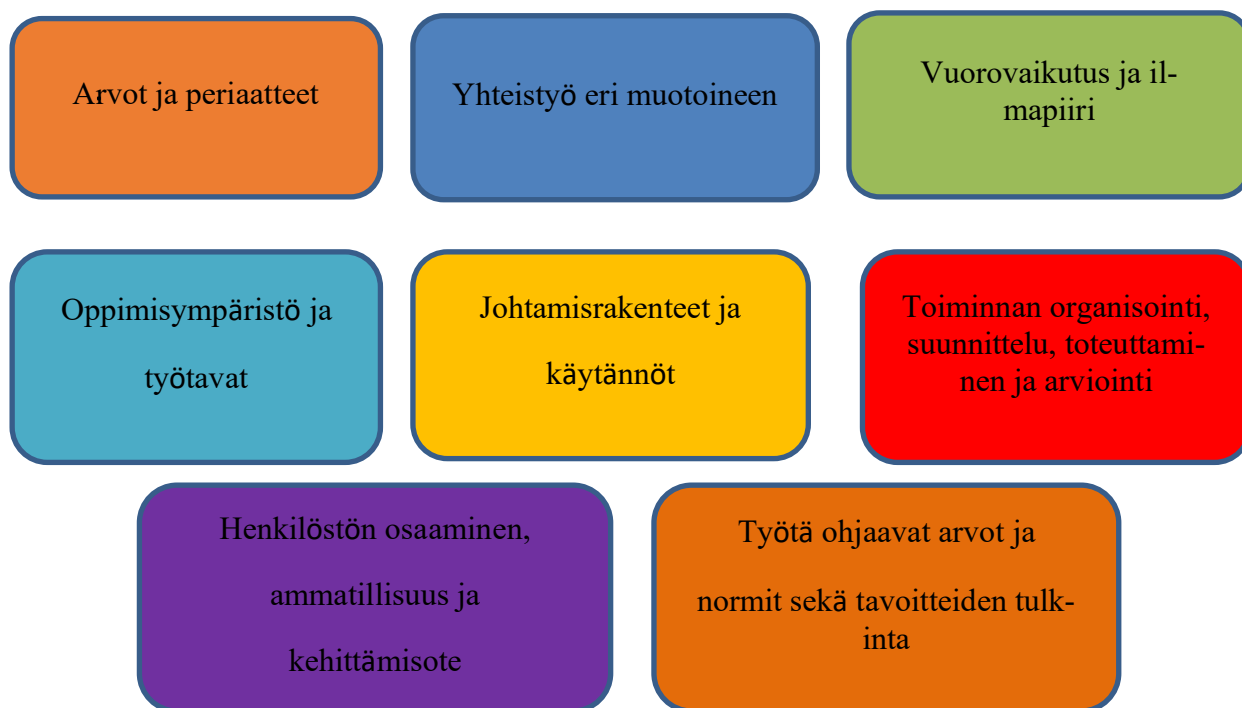 Arvot ja periaatteet
Yhteistyö eri muotoineen
Vuorovaikutus ja il-
mapiiri
Oppimisympäristö ja
työtavat
Johtamisrakenteet ja
käytännöt
Toiminnan organisointi,
suunnittelu, toteuttami-
nen ja arviointi
Henkilöstön osaaminen,
ammatillisuus ja
kehittämisote
Työtä ohjaavat arvot ja
normit sekä tavoitteiden tulk-
inta